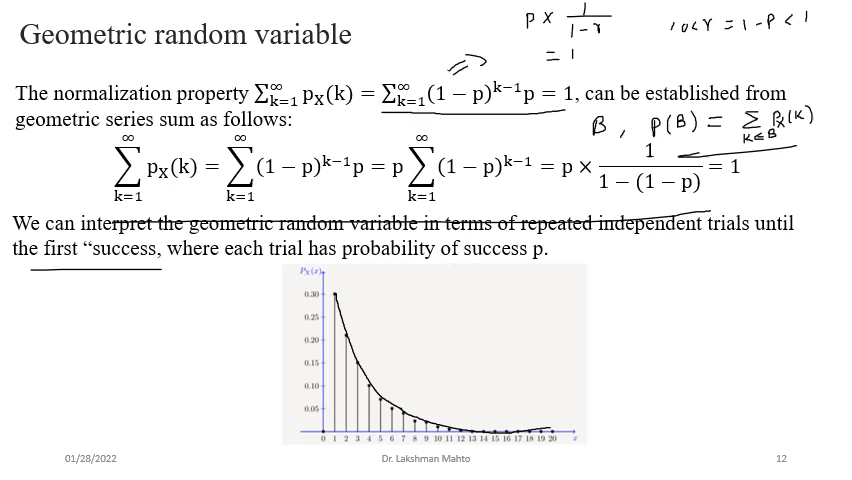 Geometric random variable
p × 1/(1-r)
= 1
, 0<r = 1-p < 1
The normalization property ∑_{k=1}^{∞} p_X(k) = ∑_{k=1}^{∞}(1 − p)^{k−1}p = 1, can be established from
geometric series sum as follows:
B , P(B) = ∑_{k∈B} p_X(k)
∑_{k=1}^{∞} p_X(k) = ∑_{k=1}^{∞} (1 − p)^{k−1}p = p ∑_{k=1}^{∞} (1 − p)^{k−1} = p × 1/(1 − (1 − p)) = 1
We can interpret the geometric random variable in terms of repeated independent trials until
the first “success, where each trial has probability of success p.
P_X(x)
0.30
0.25
0.20
0.15
0.10
0.05
0 1 2 3 4 5 6 7 8 9 10 11 12 13 14 15 16 17 18 19 20 x
01/28/2022 Dr. Lakshman Mahto 12